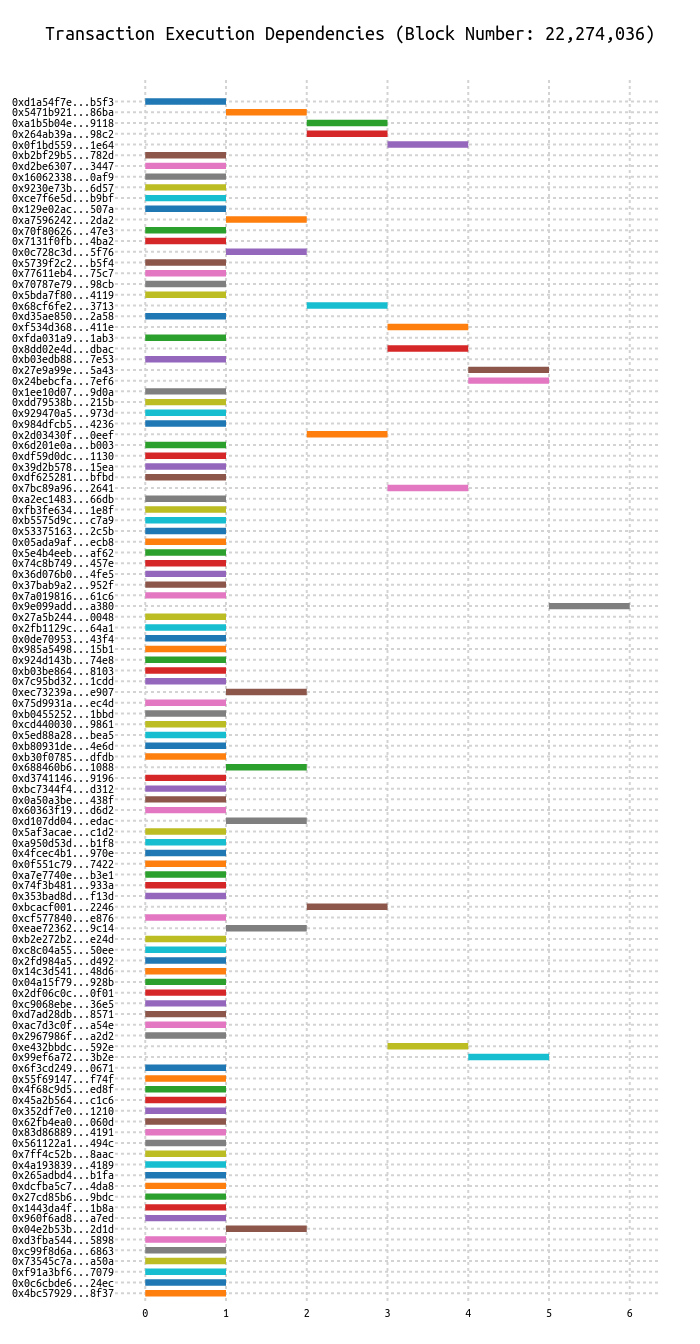 Transaction Execution Dependencies (Block Number: 22,274,036)
0xd1a54f7e...b5f3
0x5471b921...86ba
0xa1b5b04e...9118
0x264ab39a...98c2
0x0f1bd559...1e64
0xb2bf29b5...782d
0xd2be6307...3447
0x16062338...0af9
0x9230e73b...6d57
0xce7f6e5d...b9bf
0x129e02ac...507a
0xa7596242...2da2
0x70f80626...47e3
0x7131f0fb...4ba2
0x0c728c3d...5f76
0x5739f2c2...b5f4
0x77611eb4...75c7
0x70787e79...98cb
0x5bda7f80...4119
0x68cf6fe2...3713
0xd35ae850...2a58
0xf534d368...411e
0xfda031a9...1ab3
0x8dd02e4d...dbac
0xb03edb88...7e53
0x27e9a99e...5a43
0x24bebcfa...7ef6
0x1ee10d07...9d0a
0xdd79538b...215b
0x929470a5...973d
0x984dfcb5...4236
0x2d03430f...0eef
0x6d201e0a...b003
0xdf59d0dc...1130
0x39d2b578...15ea
0xdf625281...bfbd
0x7bc89a96...2641
0xa2ec1483...66db
0xfb3fe634...1e8f
0xb5575d9c...c7a9
0x53375163...2c5b
0x05ada9af...ecb8
0x5e4b4eeb...af62
0x74c8b749...457e
0x36d076b0...4fe5
0x37bab9a2...952f
0x7a019816...61c6
0x9e099add...a380
0x27a5b244...0048
0x2fb1129c...64a1
0x0de70953...43f4
0x985a5498...15b1
0x924d143b...74e8
0xb03be864...8103
0x7c95bd32...1cdd
0xec73239a...e907
0x75d9931a...ec4d
0xb0455252...1bbd
0xcd440030...9861
0x5ed88a28...bea5
0xb80931de...4e6d
0xb30f0785...dfdb
0x688460b6...1088
0xd3741146...9196
0xbc7344f4...d312
0x0a50a3be...438f
0x60363f19...d6d2
0xd107dd04...edac
0x5af3acae...c1d2
0xa950d53d...b1f8
0x4fcec4b1...970e
0x0f551c79...7422
0xa7e7740e...b3e1
0x74f3b481...933a
0x353bad8d...f13d
0xbcacf001...2246
0xcf577840...e876
0xeae72362...9c14
0xb2e272b2...e24d
0xc8c04a55...50ee
0x2fd984a5...d492
0x14c3d541...48d6
0x04a15f79...928b
0x2df06c0c...0f01
0xc9068ebe...36e5
0xd7ad28db...8571
0xac7d3c0f...a54e
0x2967986f...a2d2
0xe432bbdc...592e
0x99ef6a72...3b2e
0x6f3cd249...0671
0x55f69147...f74f
0x4f68c9d5...ed8f
0x45a2b564...c1c6
0x352df7e0...1210
0x62fb4ea0...060d
0x83d86889...4191
0x561122a1...494c
0x7ff4c52b...8aac
0x4a193839...4189
0x265adbd4...b1fa
0xdcfba5c7...4da8
0x27cd85b6...9bdc
0x1443da4f...1b8a
0x960f6ad8...a7ed
0x04e2b53b...2d1d
0xd3fba544...5898
0xc99f8d6a...6863
0x73545c7a...a50a
0xf91a3bf6...7079
0x0c6cbde6...24ec
0x4bc57929...8f37
0 1 2 3 4 5 6